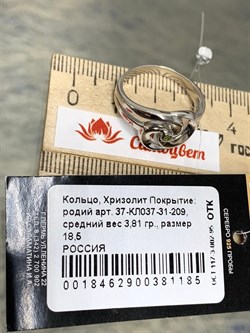 ГОСТ
Самоцвет
Кольцо, Хризолит Покрытие:
родий арт. 37-КЛ037-31-209,
средний вес 3,81 гр., размер
18,5
РОССИЯ
0018462900381185
ОТК
СЕРЕБРО 925 ПРОБЫ